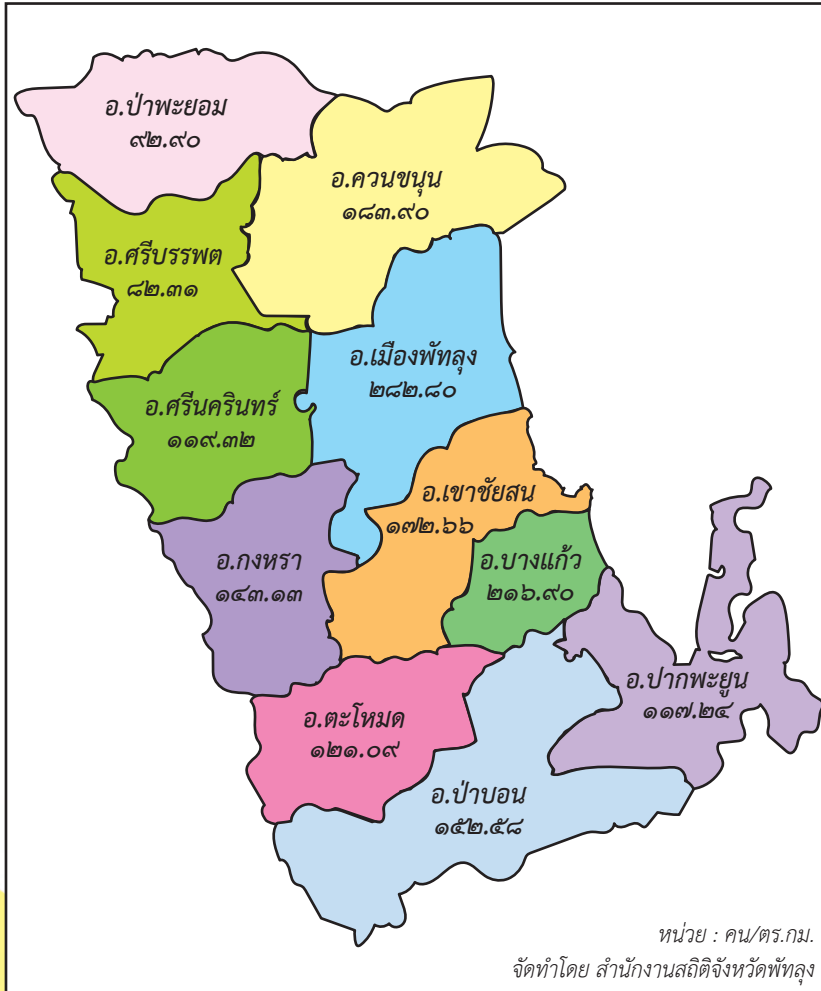 อ.ป่าพะยอม
๙๒.๙๐
อ.ควนขนุน
๑๘๓.๙๐
อ.ศรีบรรพต
๘๒.๓๑
อ.เมืองพัทลุง
๒๘๒.๘๐
อ.ศรีนครินทร์
๑๑๙.๓๒
อ.เขาชัยสน
๑๗๒.๖๖
อ.กงหรา
๑๔๓.๑๓
อ.บางแก้ว
๒๑๖.๙๐
อ.ปากพะยูน
๑๑๗.๒๔
อ.ตะโหมด
๑๒๑.๐๙
อ.ป่าบอน
๑๕๒.๕๘
หน่วย : คน/ตร.กม.
จัดทำโดย สำนักงานสถิติจังหวัดพัทลุง